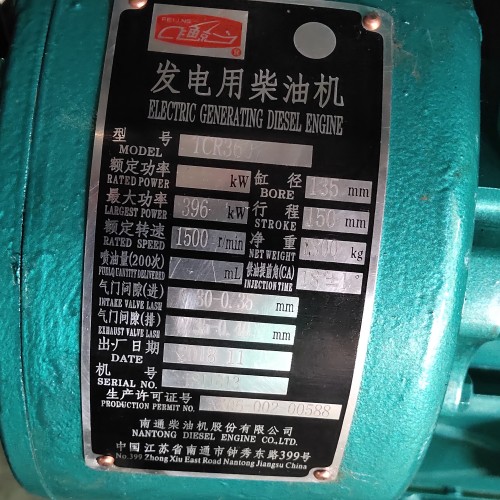 发电用柴油机
ELECTRIC GENERATING DIESEL ENGINE
型号
MODEL
额定功率 kW 缸径 135 mm
RATED POWER BORE
最大功率 396 kW 行程 150 mm
LARGEST POWER STROKE
额定转速 1500 r/min 净重 kg
RATED SPEED NET WEIGHT
喷油量(200次) mL 供油提前角(CA)
FUEL QUANTITY DELIVERED INJECTION TIME
气门间隙(进) mm
INTAKE VALVE LASH
气门间隙(排) mm
EXHAUST VALVE LASH
出厂日期
DATE
机号
SERIAL NO.
生产许可证号 002-00588
PRODUCTION PERMIT NO.
南通柴油机股份有限公司
NANTONG DIESEL ENGINE CO.,LTD.
中国江苏省南通市钟秀东路399号
No.399 Zhong Xiu East Road Nantong Jiangsu China